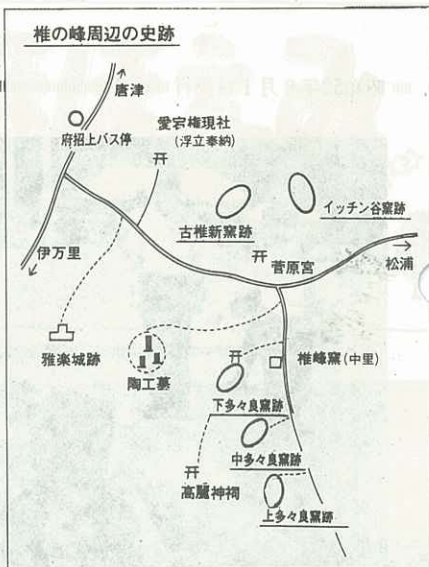 椎の峰周辺の史跡
唐津
府招上バス停
愛宕権現社
(浮立奉納)
イッチン谷窯跡
古椎新窯跡
菅原宮
松浦
伊万里
雅楽城跡
陶工墓
椎峰窯(中里)
下多々良窯跡
中多々良窯跡
高麗神祠
上多々良窯跡